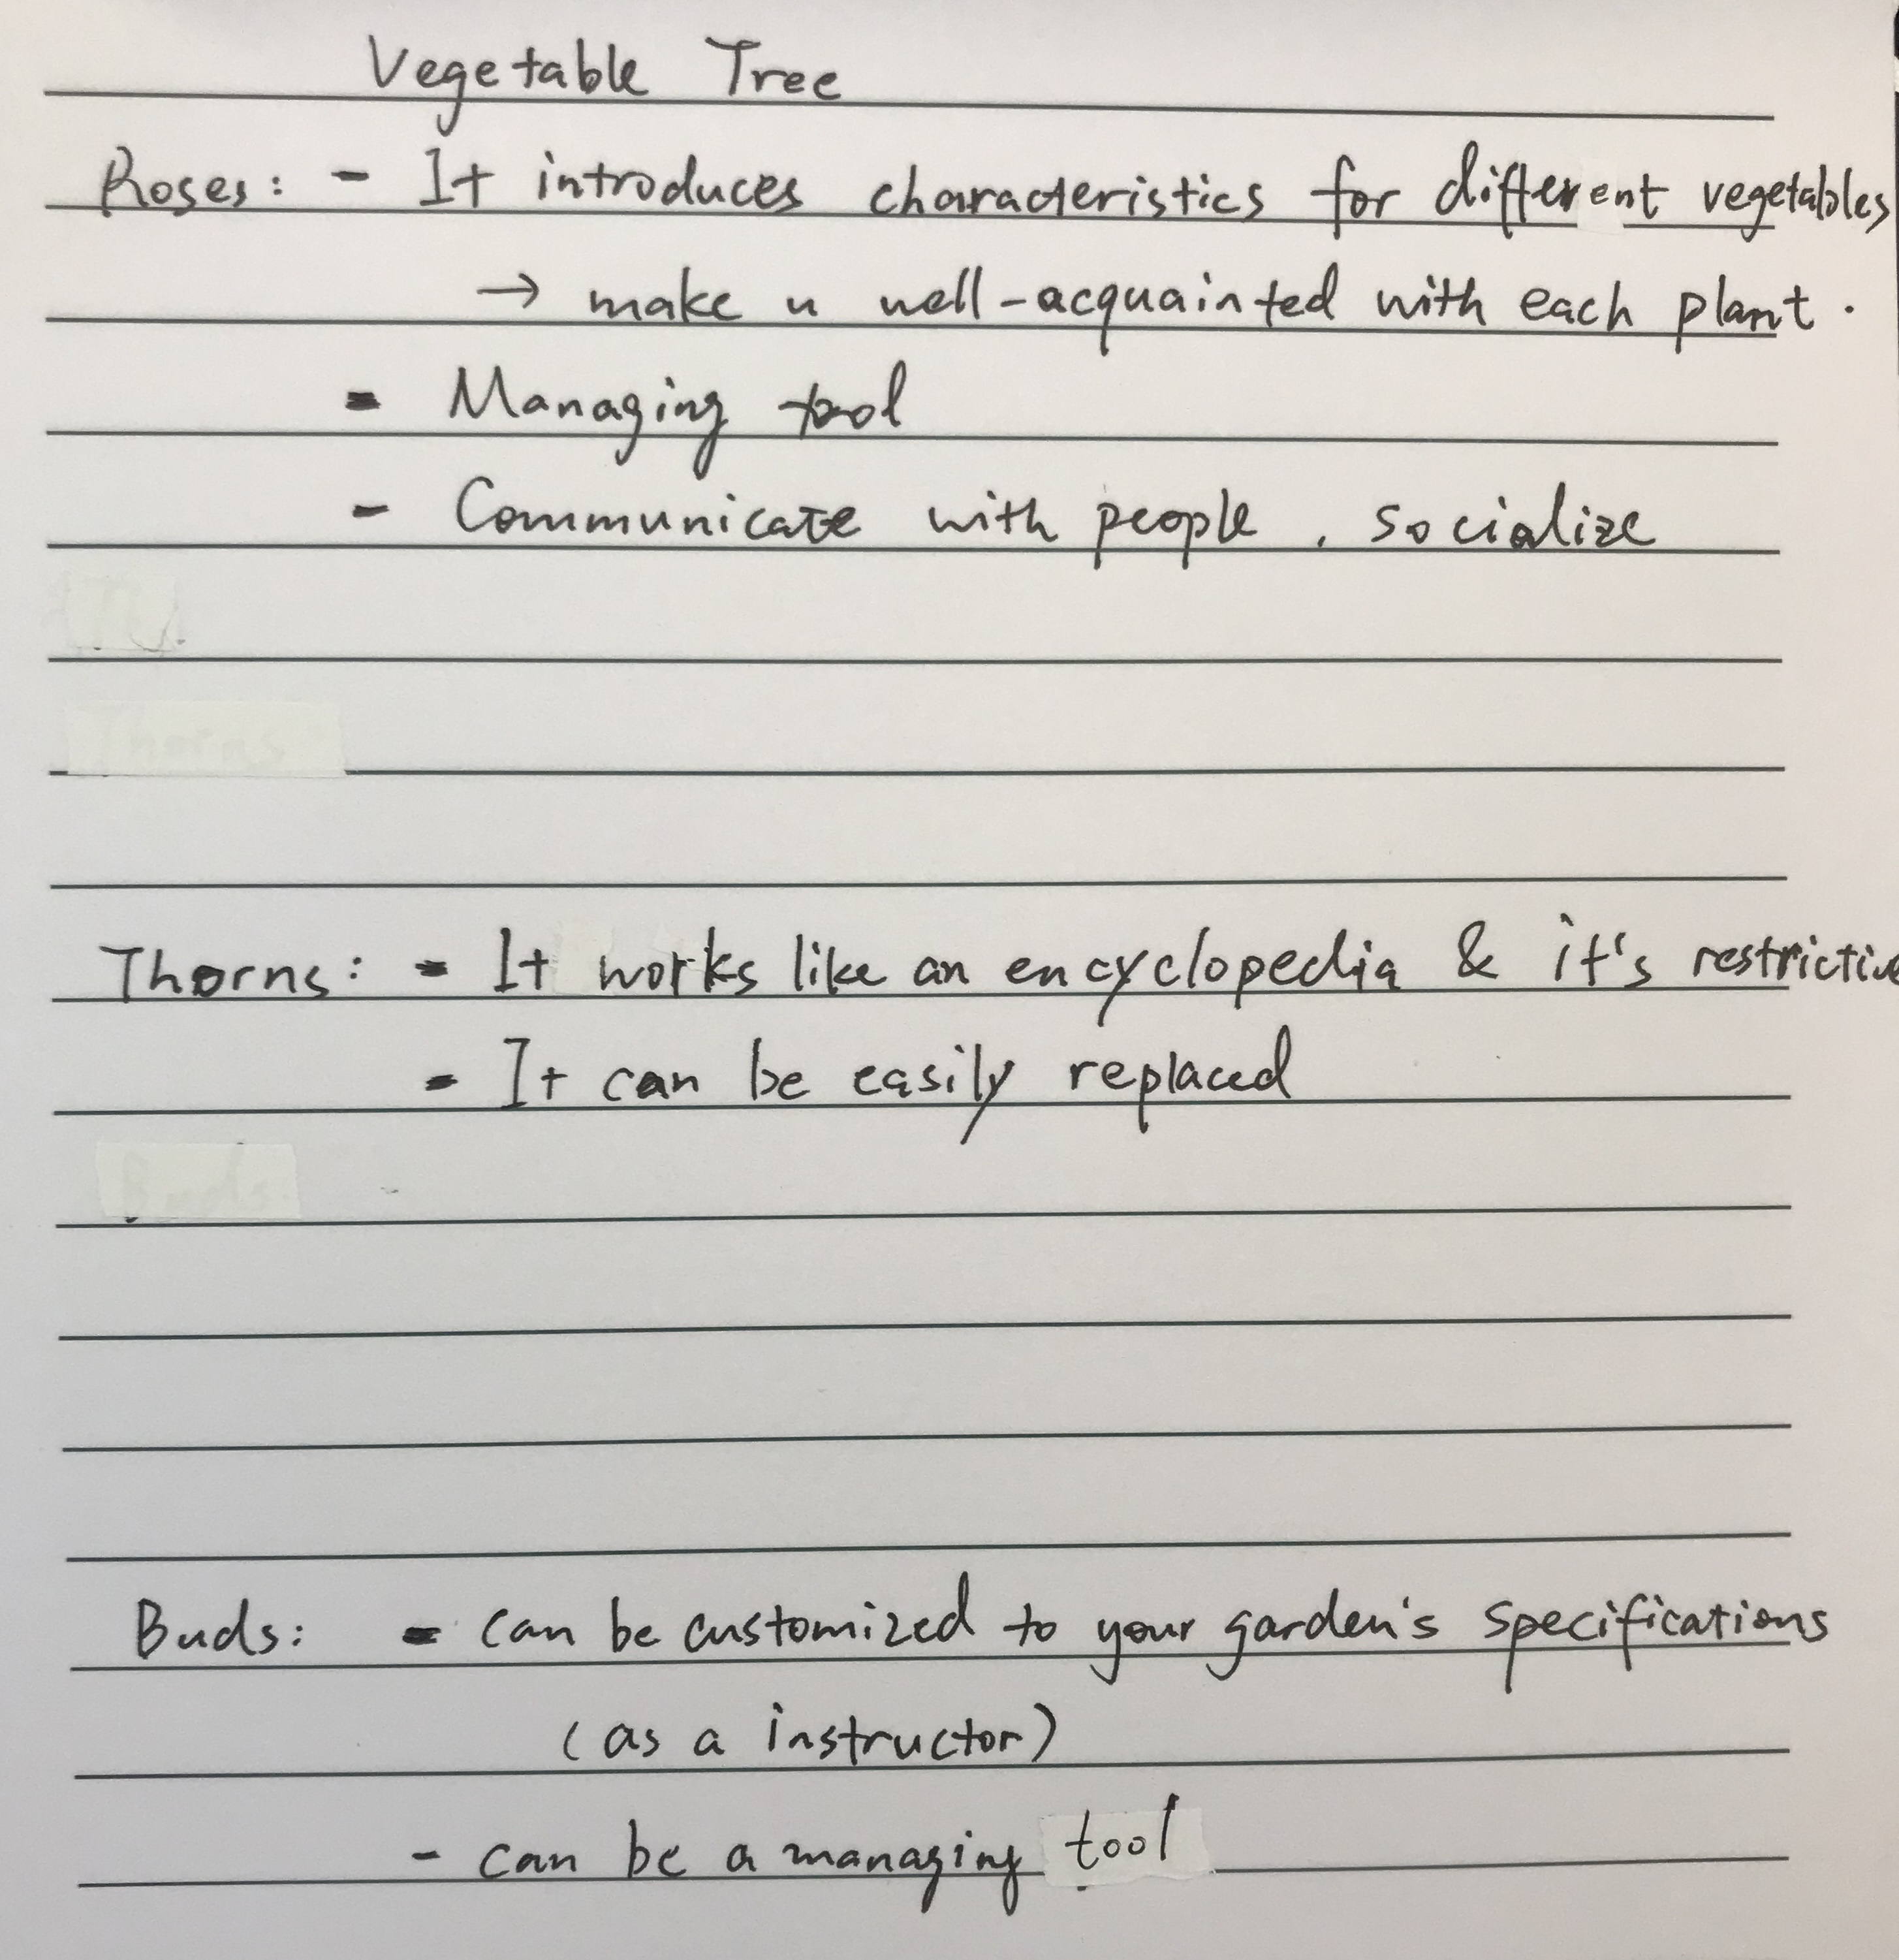 Vegetable Tree
Roses: - It introduces characteristics for different vegetables
→ make u well-acquainted with each plant.
- Managing tool
- Communicate with people, socialize
Thorns: - It works like an encyclopedia & it's restrictive
- It can be easily replaced
Buds: - can be customized to your garden's specifications
(as a instructor)
- can be a managing tool